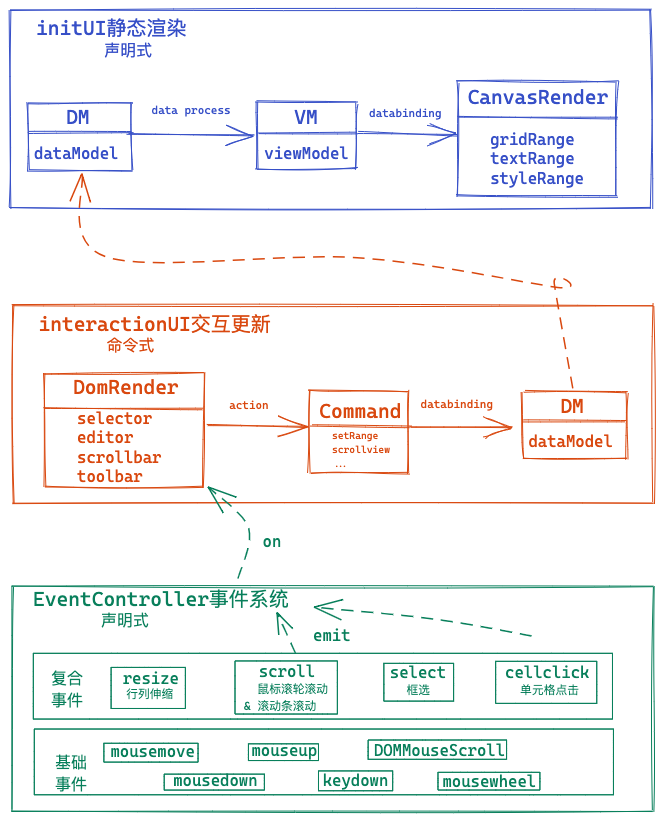 initUI静态渲染
声明式
DM
dataModel
data process
VM
viewModel
databinding
CanvasRender
gridRange
textRange
styleRange
interactionUI交互更新
命令式
DomRender
selector
editor
scrollbar
toolbar
action
Command
setRange
scrollview
...
databinding
DM
dataModel
on
EventController事件系统
声明式
emit
复合
事件
resize
行列伸缩
scroll
鼠标滚轮滚动
& 滚动条滚动
select
框选
cellclick
单元格点击
基础
事件
mousemove
mouseup
DOMMouseScroll
mousedown
keydown
mousewheel